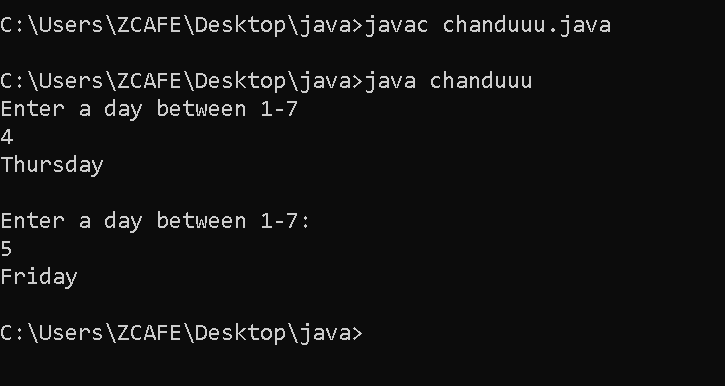 C:\Users\ZCAFE\Desktop\java>javac chanduuu.java
C:\Users\ZCAFE\Desktop\java>java chanduuu
Enter a day between 1-7
4
Thursday
Enter a day between 1-7:
5
Friday
C:\Users\ZCAFE\Desktop\java>